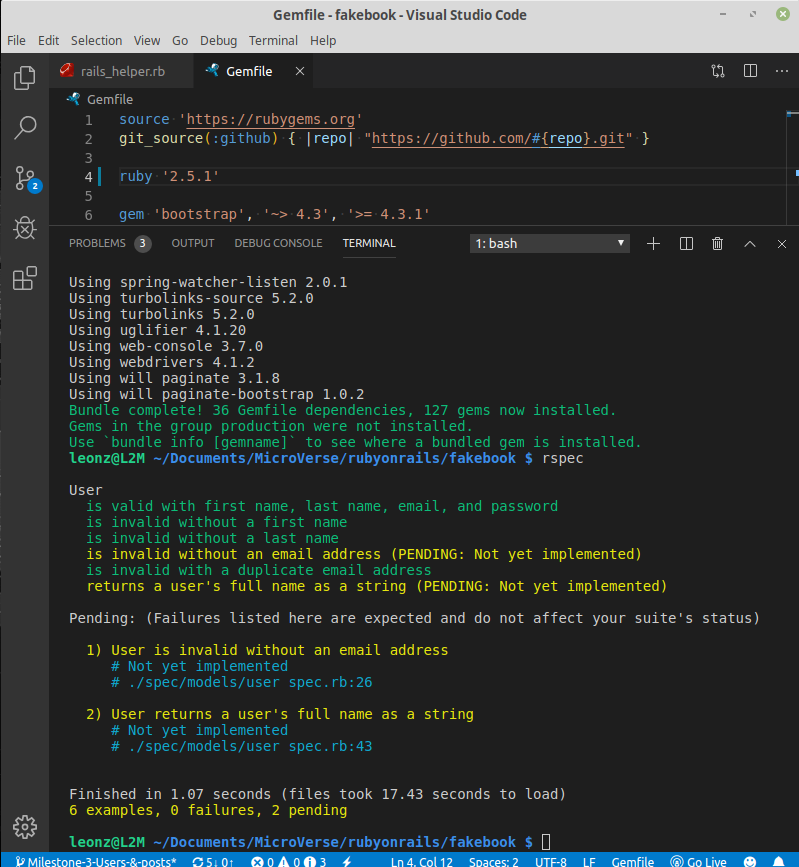 Gemfile - fakebook - Visual Studio Code
File Edit Selection View Go Debug Terminal Help
rails_helper.rb Gemfile
Gemfile
1 source 'https://rubygems.org'
2 git_source(:github) { |repo| "https://github.com/#{repo}.git" }
3
4 ruby '2.5.1'
5
6 gem 'bootstrap', '~> 4.3', '>= 4.3.1'
PROBLEMS 3 OUTPUT DEBUG CONSOLE TERMINAL 1: bash
2
Using spring-watcher-listen 2.0.1
Using turbolinks-source 5.2.0
Using turbolinks 5.2.0
Using uglifier 4.1.20
Using web-console 3.7.0
Using webdrivers 4.1.2
Using will paginate 3.1.8
Using will paginate-bootstrap 1.0.2
Bundle complete! 36 Gemfile dependencies, 127 gems now installed.
Gems in the group production were not installed.
Use `bundle info [gemname]` to see where a bundled gem is installed.
leonz@L2M ~/Documents/MicroVerse/rubyonrails/fakebook $ rspec
User
is valid with first name, last name, email, and password
is invalid without a first name
is invalid without a last name
is invalid without an email address (PENDING: Not yet implemented)
is invalid with a duplicate email address
returns a user's full name as a string (PENDING: Not yet implemented)
Pending: (Failures listed here are expected and do not affect your suite's status)
1) User is invalid without an email address
# Not yet implemented
# ./spec/models/user spec.rb:26
2) User returns a user's full name as a string
# Not yet implemented
# ./spec/models/user spec.rb:43
Finished in 1.07 seconds (files took 17.43 seconds to load)
6 examples, 0 failures, 2 pending
leonz@L2M ~/Documents/MicroVerse/rubyonrails/fakebook $
Milestone-3-Users-&-posts* 5↓ 0↑ 0 0 3 Ln 4, Col 12 Spaces: 2 UTF-8 LF Gemfile Go Live